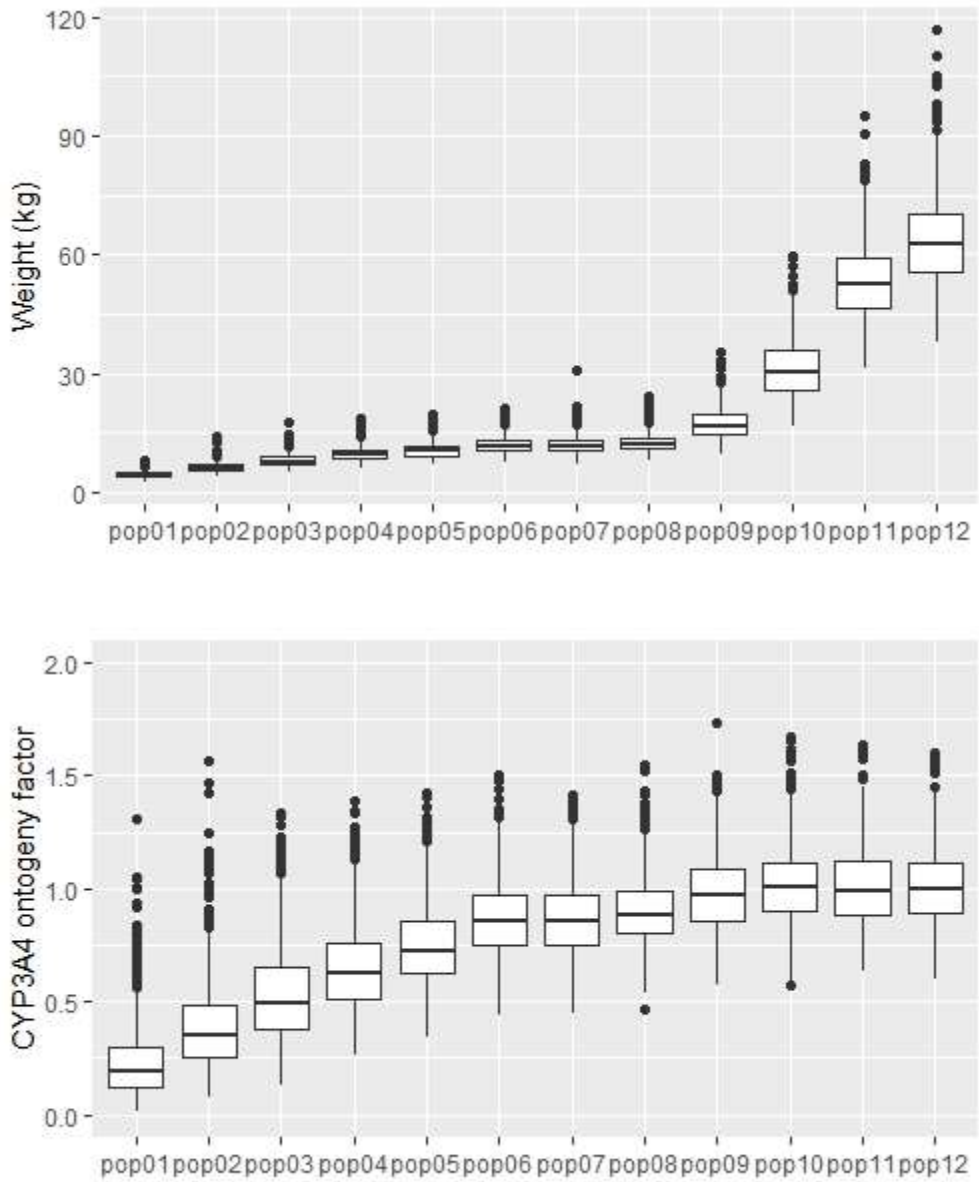 Weight (kg)
120
90
60
30
0
pop01 pop02 pop03 pop04 pop05 pop06 pop07 pop08 pop09 pop10 pop11 pop12
CYP3A4 ontogeny factor
2.0
1.5
1.0
0.5
0.0
pop01 pop02 pop03 pop04 pop05 pop06 pop07 pop08 pop09 pop10 pop11 pop12